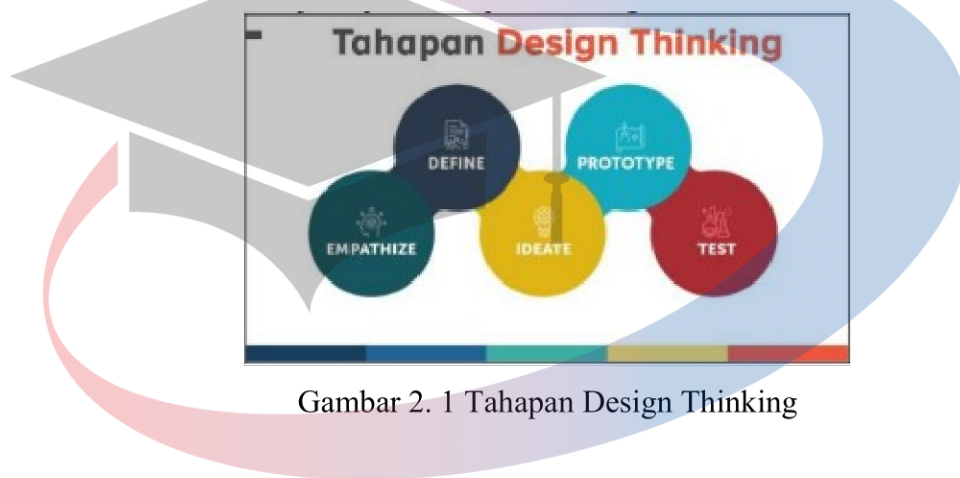 Tahapan Design Thinking
DEFINE
PROTOTYPE
EMPATHIZE
IDEATE
TEST
Gambar 2. 1 Tahapan Design Thinking